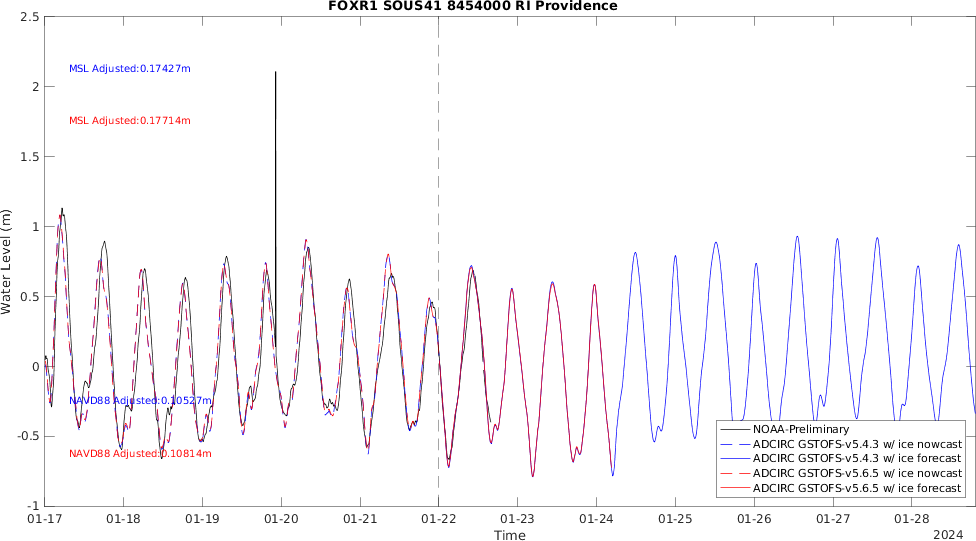 FOXR1 SOUS41 8454000 RI Providence
2.5
2
1.5
1
0.5
0
-0.5
-1
Water Level (m)
MSL Adjusted:0.17427m
MSL Adjusted:0.17714m
NAVD88 Adjusted:0.10527m
NAVD88 Adjusted:0.10814m
NOAA-Preliminary
ADCIRC GSTOFS-v5.4.3 w/ ice nowcast
ADCIRC GSTOFS-v5.4.3 w/ ice forecast
ADCIRC GSTOFS-v5.6.5 w/ ice nowcast
ADCIRC GSTOFS-v5.6.5 w/ ice forecast
01-17 01-18 01-19 01-20 01-21 01-22 01-23 01-24 01-25 01-26 01-27 01-28
Time
2024